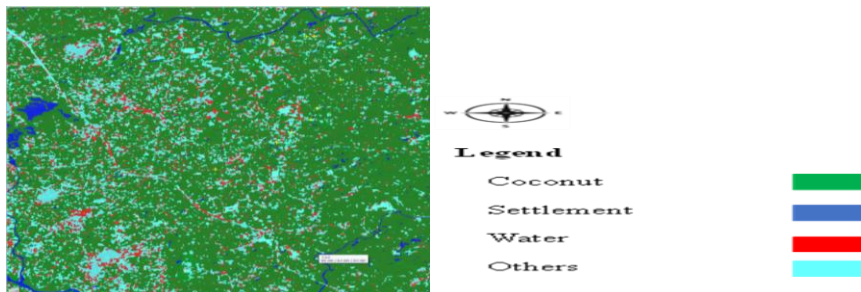 N
W E
S
Legend
Coconut
Settlement
Water
Others